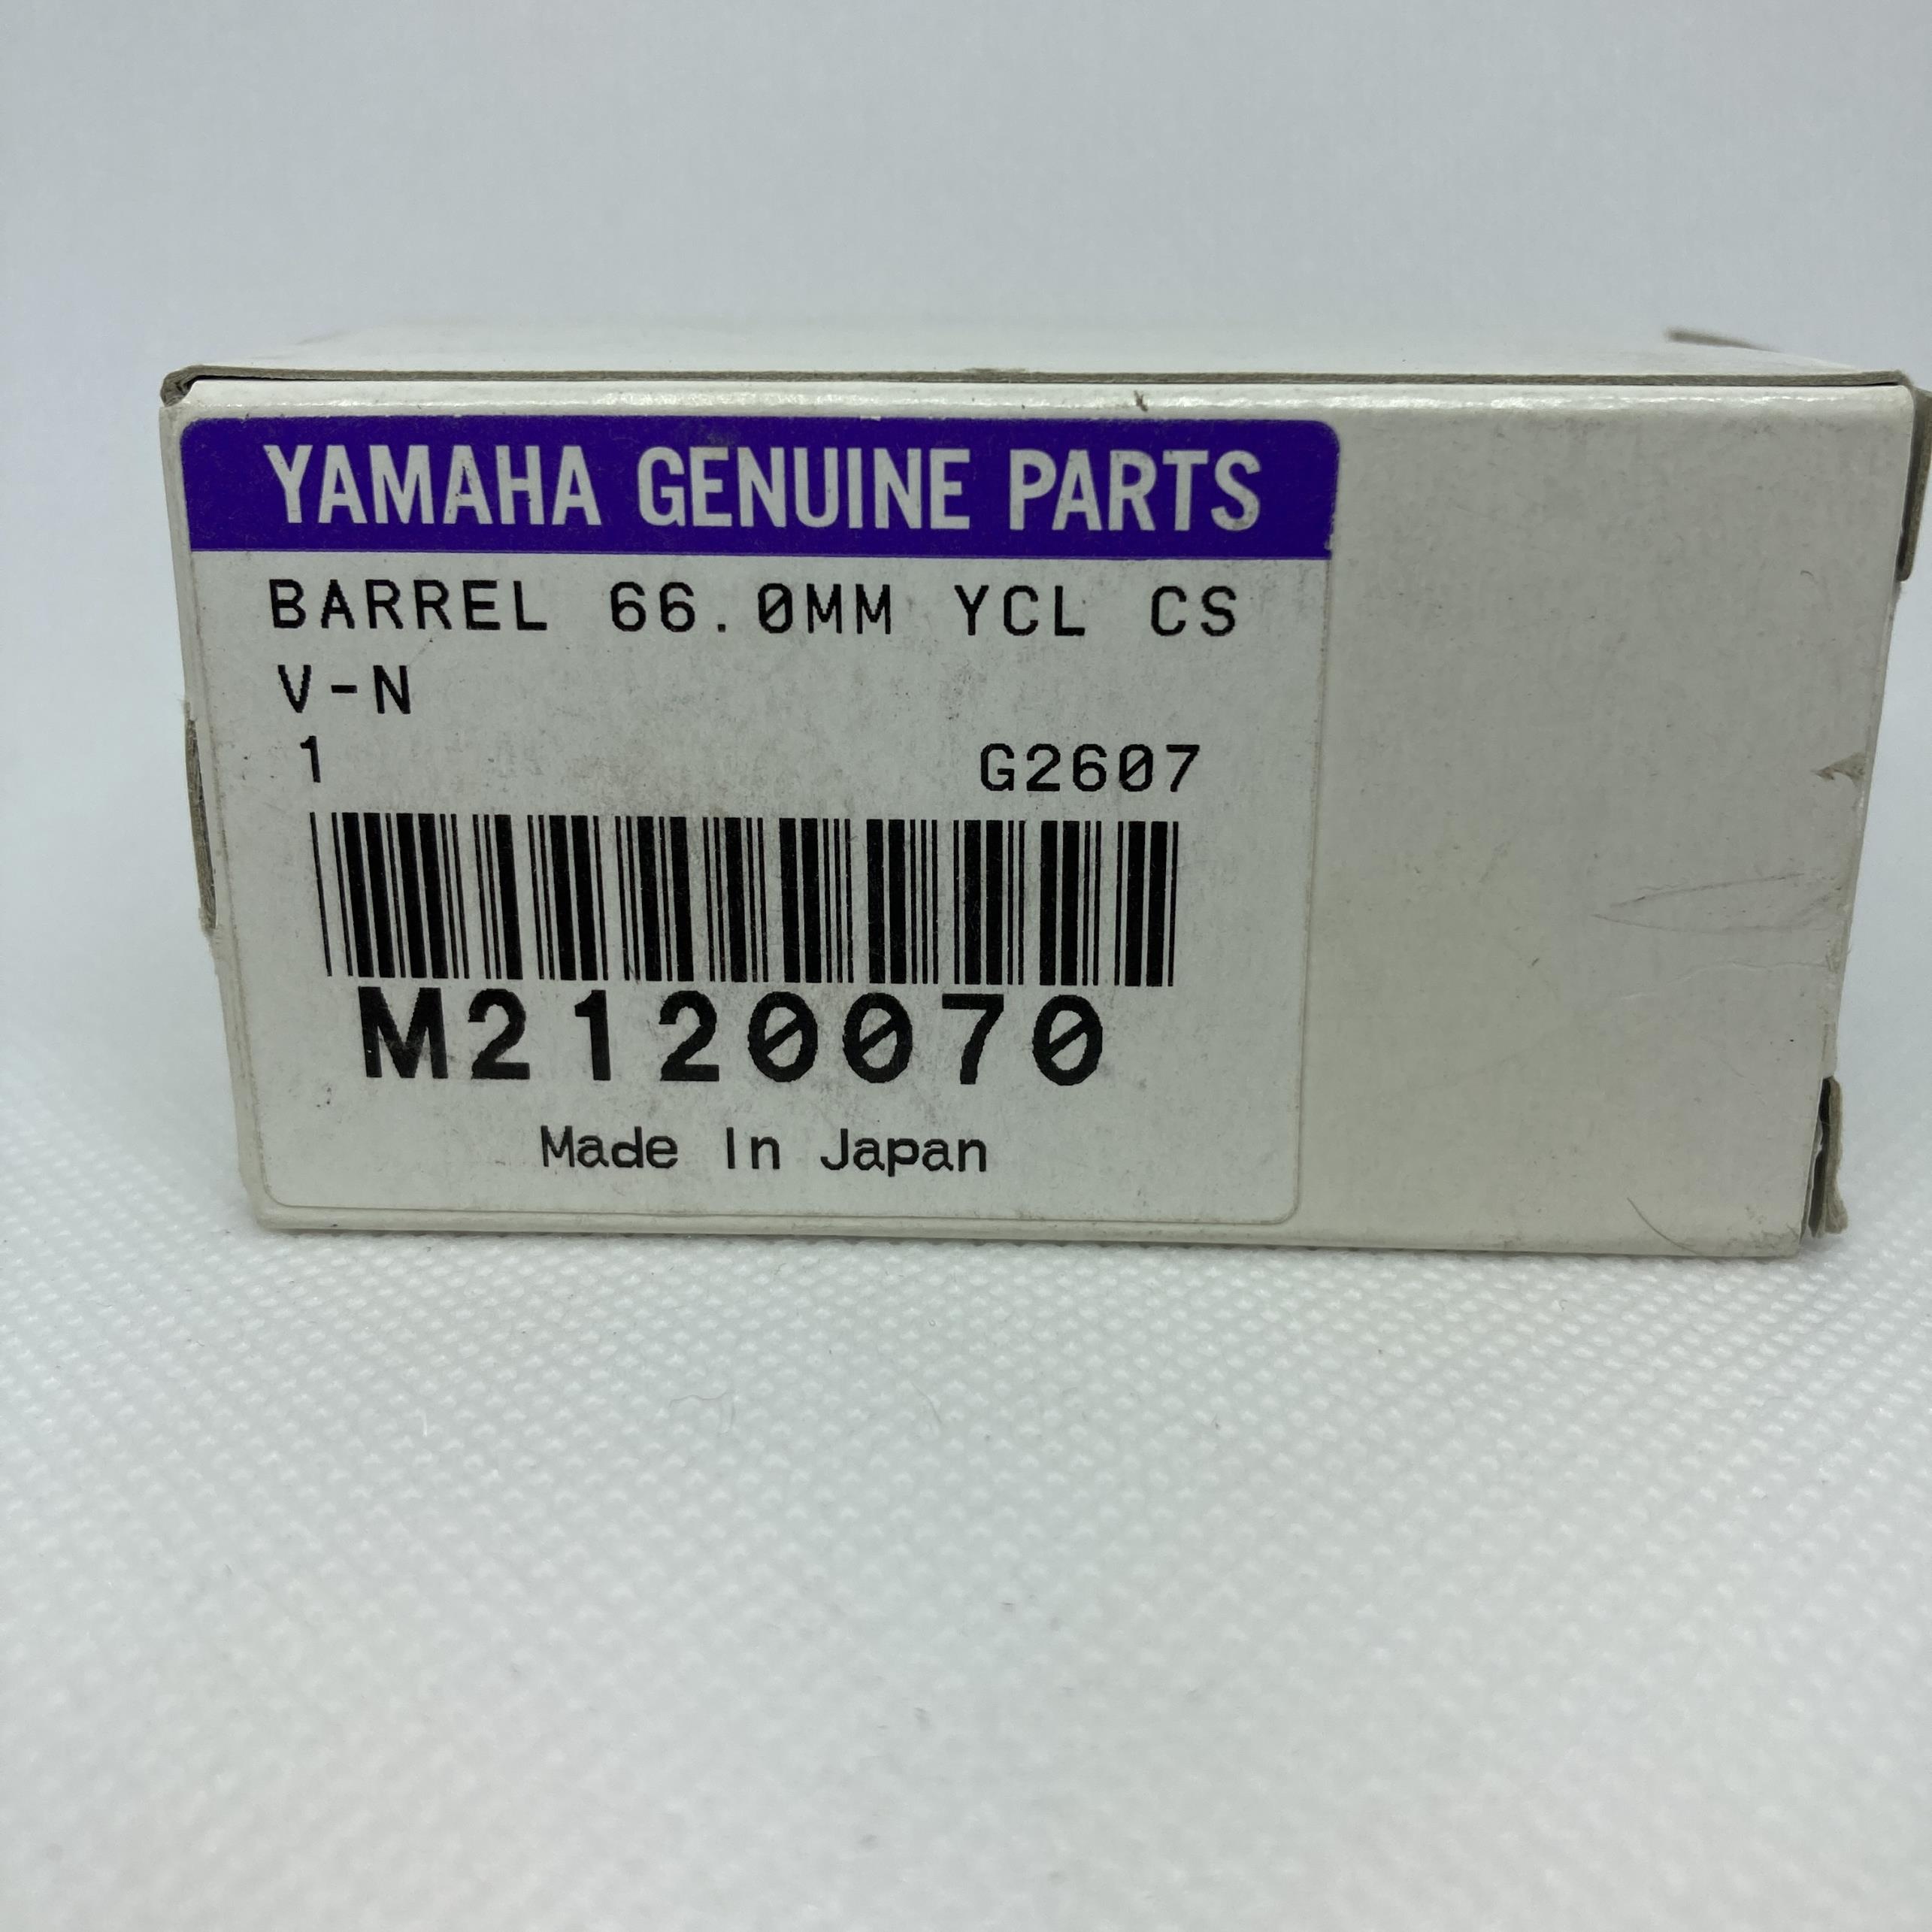 YAMAHA GENUINE PARTS
BARREL 66.0MM YCL CS
V-N
1 G2607
M2120070
Made In Japan